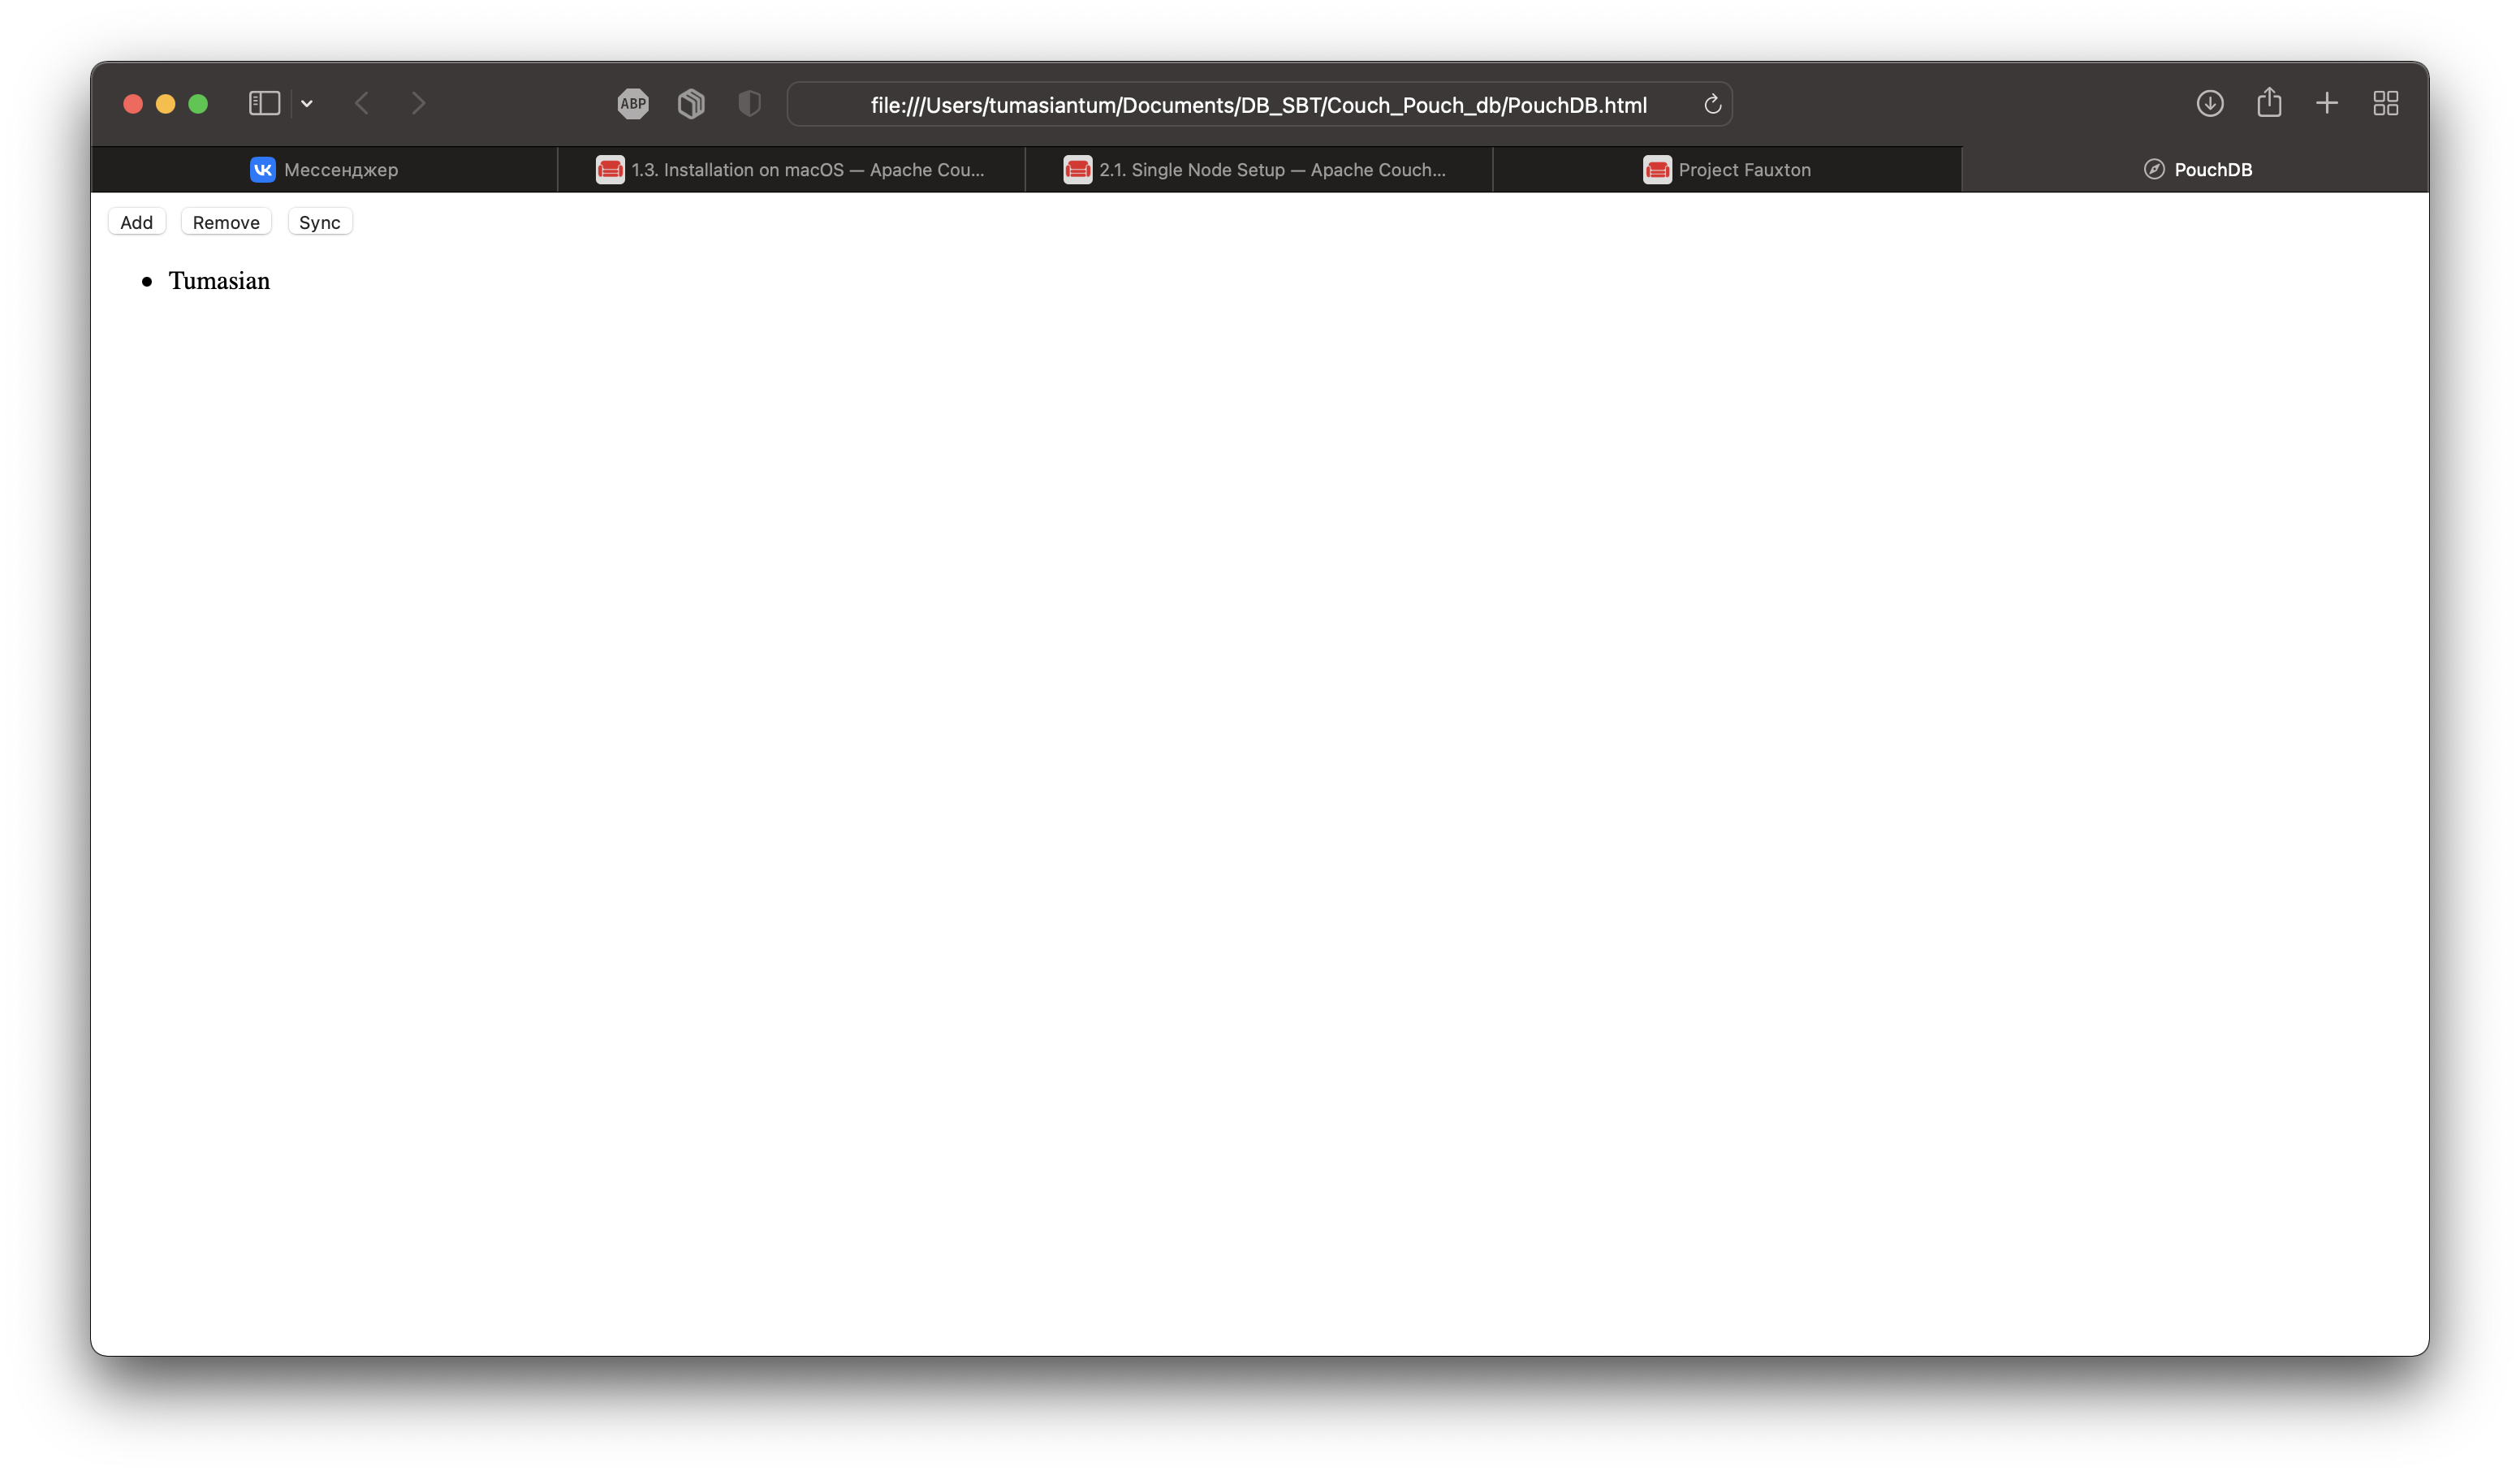 ABP
file:///Users/tumasiantum/Documents/DB_SBT/Couch_Pouch_db/PouchDB.html
Мессенджер
1.3. Installation on macOS — Apache Cou...
2.1. Single Node Setup — Apache Couch...
Project Fauxton
PouchDB
Add
Remove
Sync
Tumasian